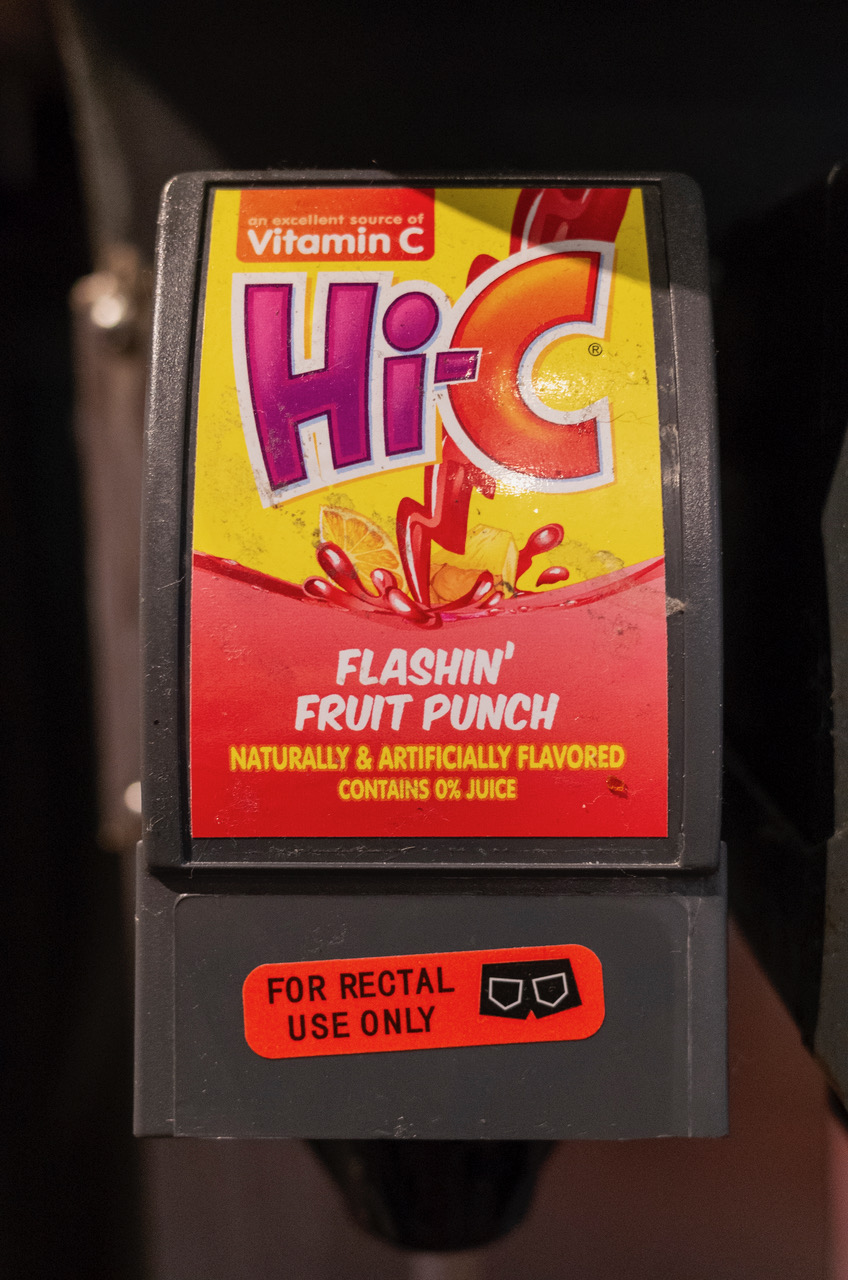 an excellent source of
Vitamin C
Hi-C®
FLASHIN'
FRUIT PUNCH
NATURALLY & ARTIFICIALLY FLAVORED
CONTAINS 0% JUICE
FOR RECTAL
USE ONLY